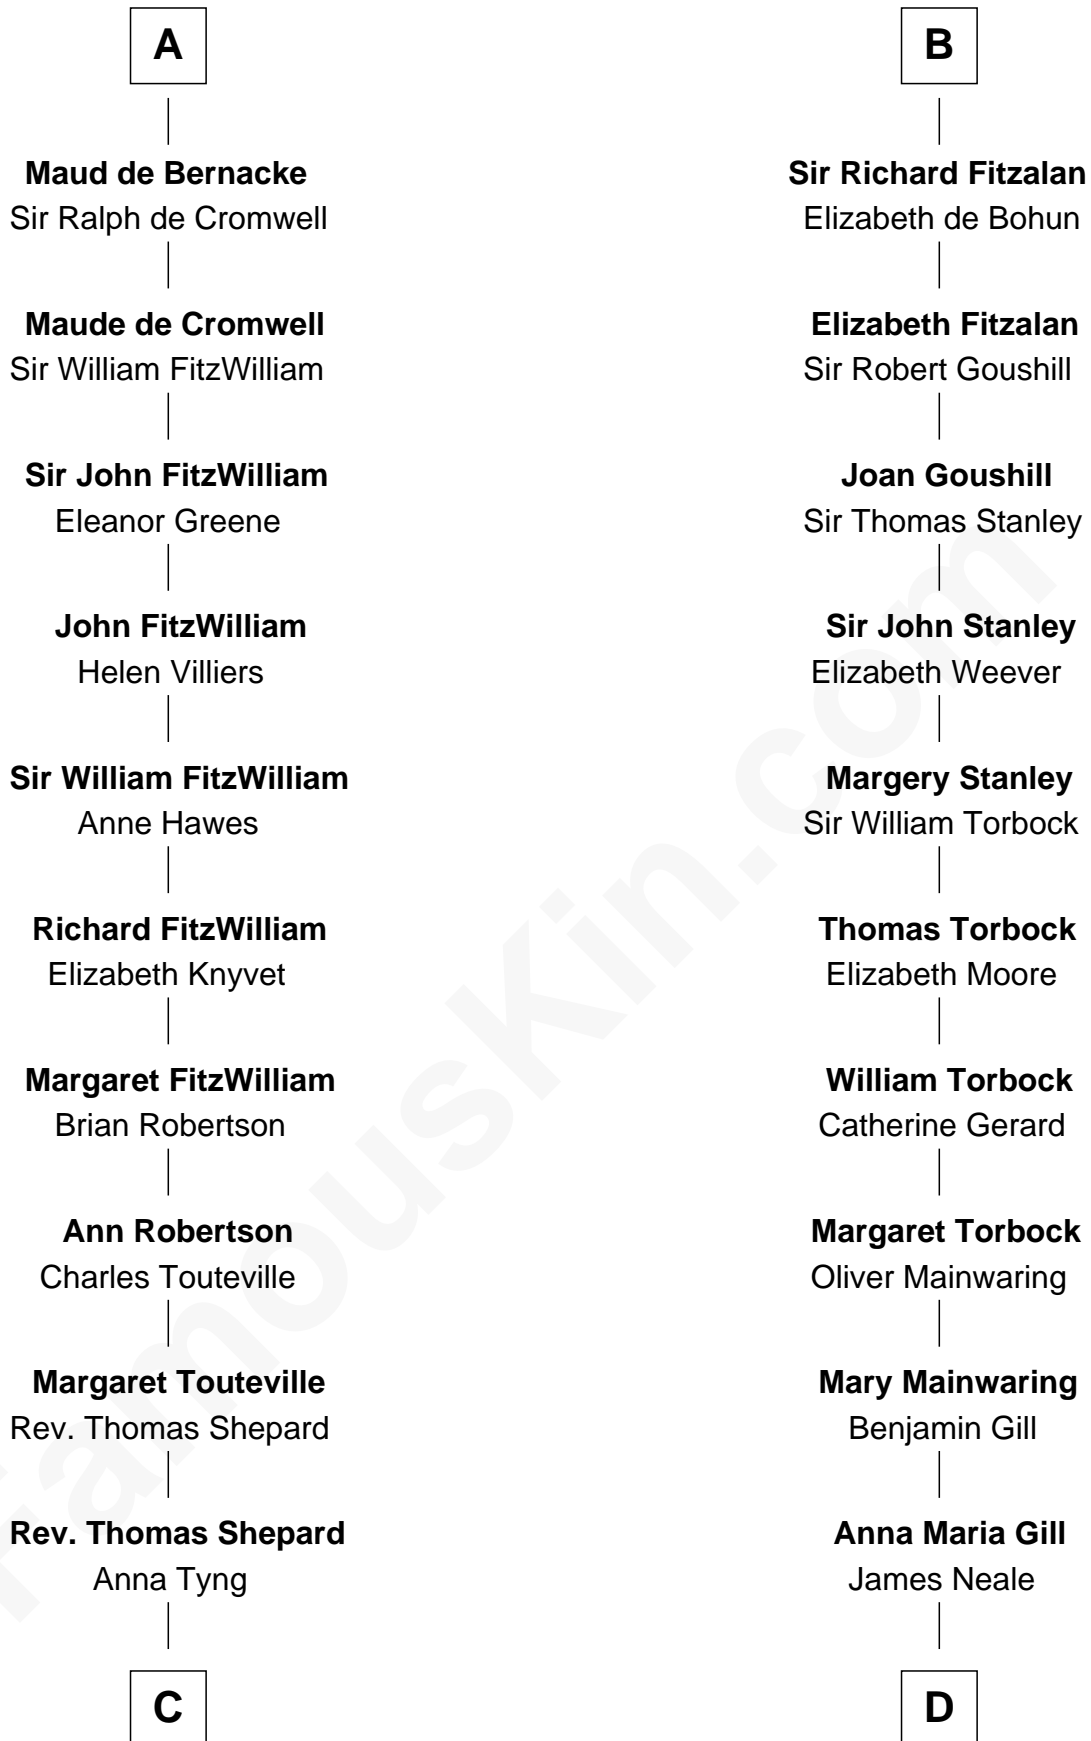 A
Maud de Bernacke
Sir Ralph de Cromwell
Maude de Cromwell
Sir William FitzWilliam
Sir John FitzWilliam
Eleanor Greene
John FitzWilliam
Helen Villiers
Sir William FitzWilliam
Anne Hawes
Richard FitzWilliam
Elizabeth Knyvet
Margaret FitzWilliam
Brian Robertson
Ann Robertson
Charles Touteville
Margaret Touteville
Rev. Thomas Shepard
Rev. Thomas Shepard
Anna Tyng
C
B
Sir Richard Fitzalan
Elizabeth de Bohun
Elizabeth Fitzalan
Sir Robert Goushill
Joan Goushill
Sir Thomas Stanley
Sir John Stanley
Elizabeth Weever
Margery Stanley
Sir William Torbock
Thomas Torbock
Elizabeth Moore
William Torbock
Catherine Gerard
Margaret Torbock
Oliver Mainwaring
Mary Mainwaring
Benjamin Gill
Anna Maria Gill
James Neale
D
FamousKin.com